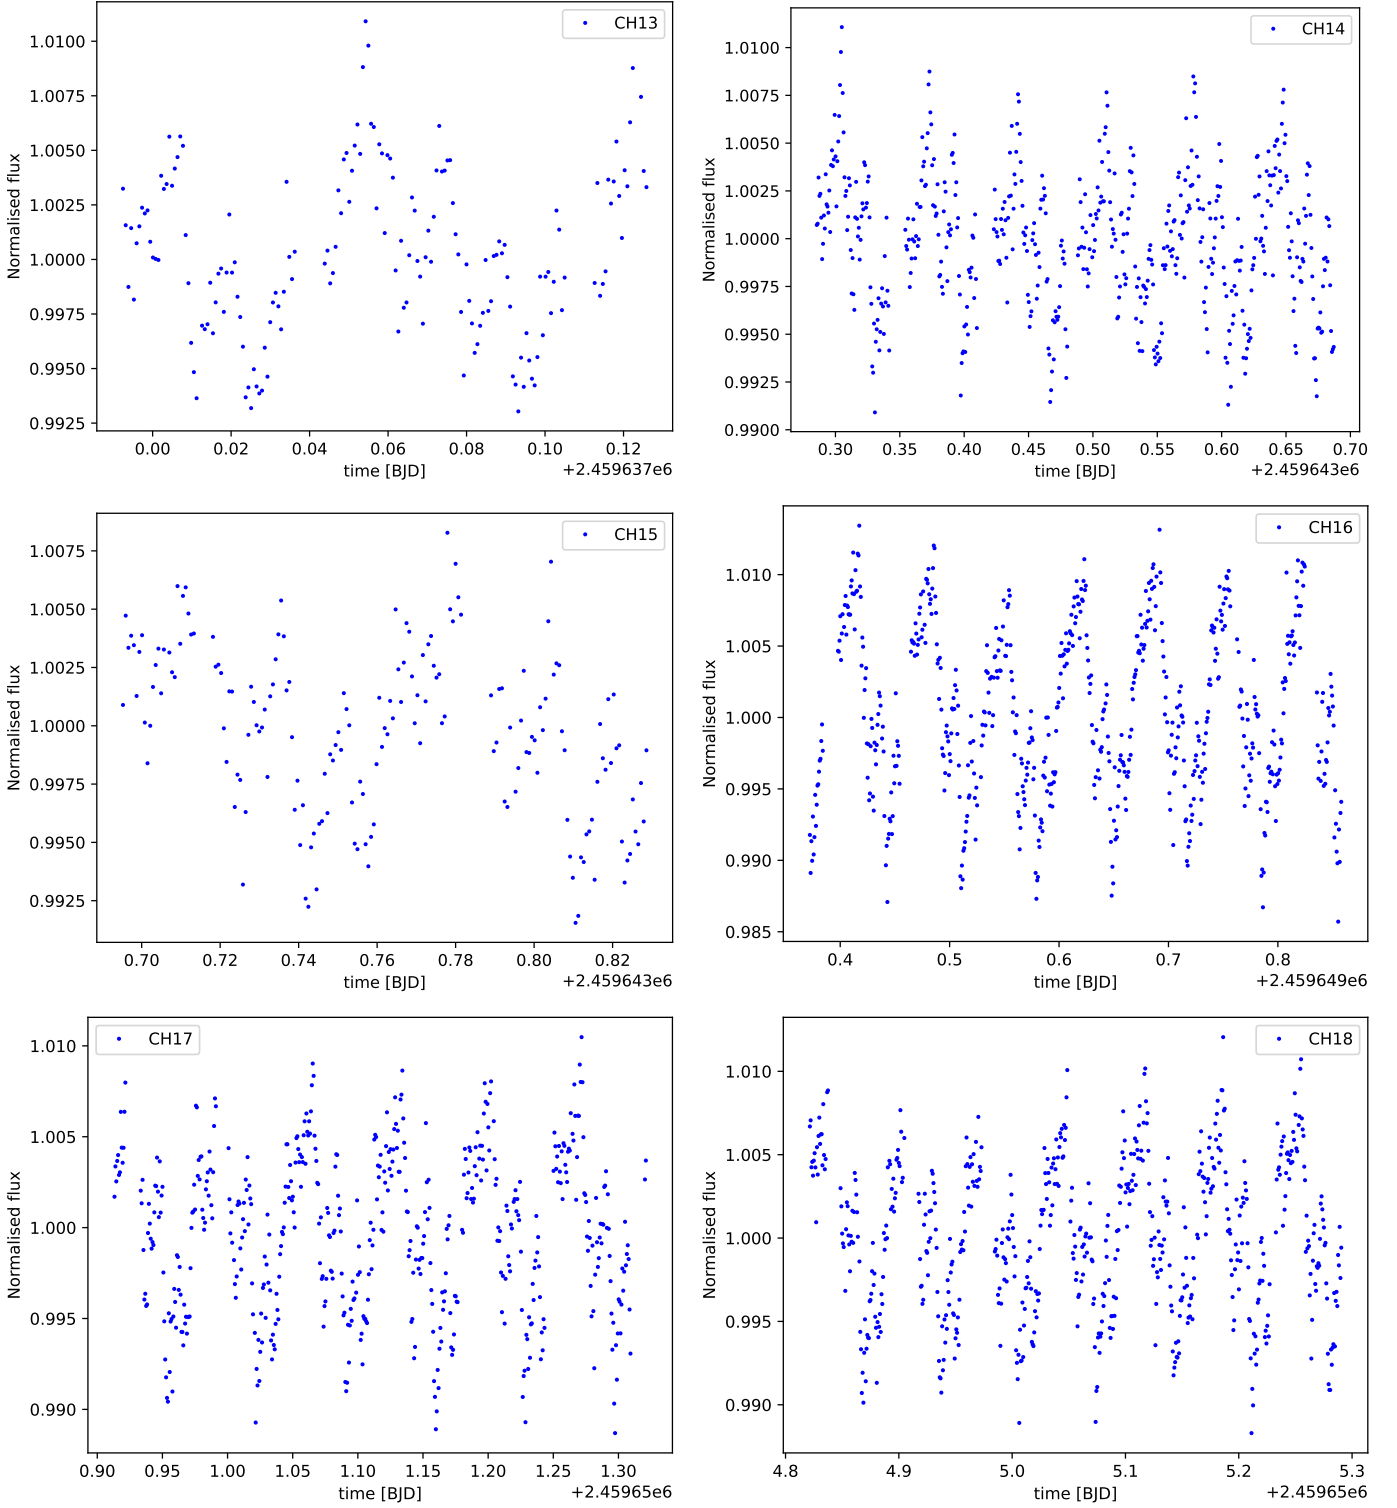 CH13
Normalised flux
1.0100
1.0075
1.0050
1.0025
1.0000
0.9975
0.9950
0.9925
0.00 0.02 0.04 0.06 0.08 0.10 0.12
time [BJD]
+2.459637e6
CH14
Normalised flux
1.0100
1.0075
1.0050
1.0025
1.0000
0.9975
0.9950
0.9925
0.9900
0.30 0.35 0.40 0.45 0.50 0.55 0.60 0.65 0.70
time [BJD]
+2.459643e6
CH15
Normalised flux
1.0075
1.0050
1.0025
1.0000
0.9975
0.9950
0.9925
0.70 0.72 0.74 0.76 0.78 0.80 0.82
time [BJD]
+2.459643e6
CH16
Normalised flux
1.010
1.005
1.000
0.995
0.990
0.985
0.4 0.5 0.6 0.7 0.8
time [BJD]
+2.459649e6
CH17
Normalised flux
1.010
1.005
1.000
0.995
0.990
0.90 0.95 1.00 1.05 1.10 1.15 1.20 1.25 1.30
time [BJD]
+2.45965e6
CH18
Normalised flux
1.010
1.005
1.000
0.995
0.990
4.8 4.9 5.0 5.1 5.2 5.3
time [BJD]
+2.45965e6